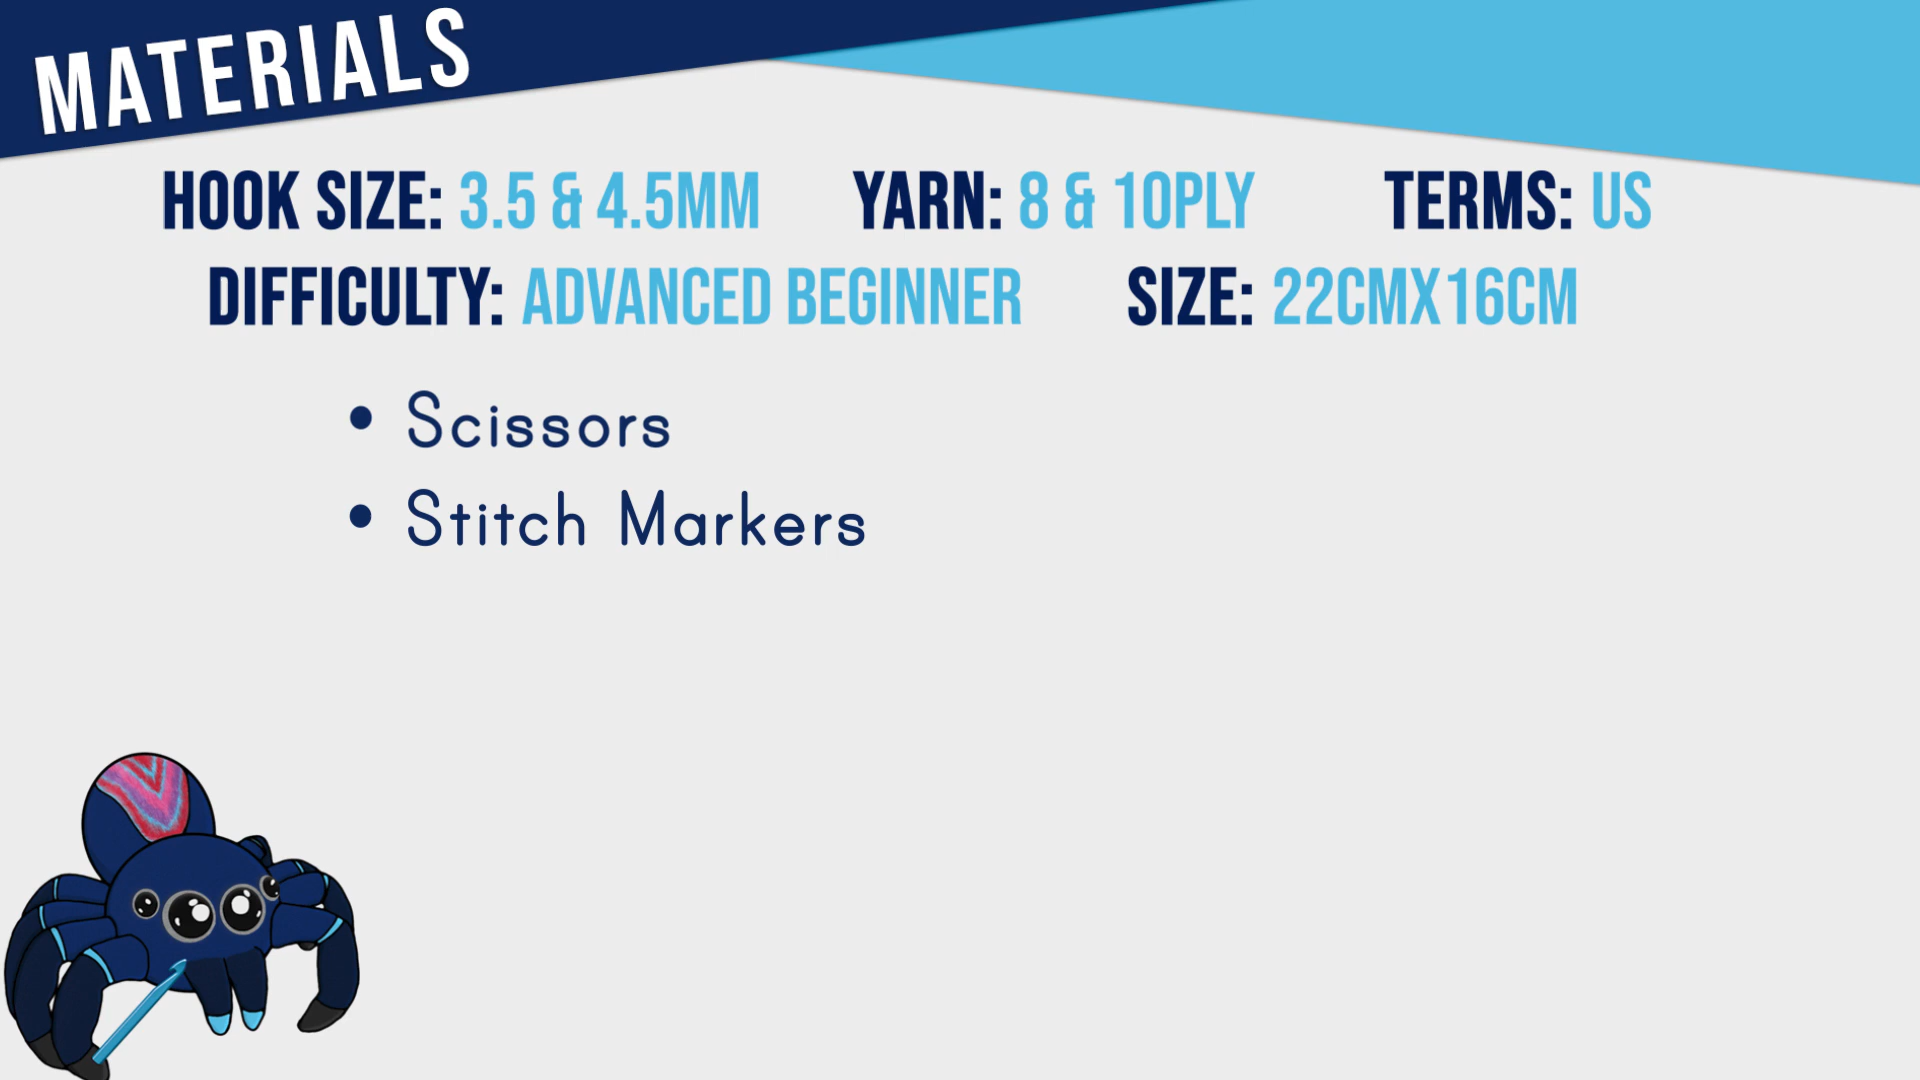 MATERIALS
HOOK SIZE: 3.5 & 4.5MM YARN: 8 & 10PLY TERMS: US
DIFFICULTY: ADVANCED BEGINNER SIZE: 22CMX16CM
• Scissors
• Stitch Markers